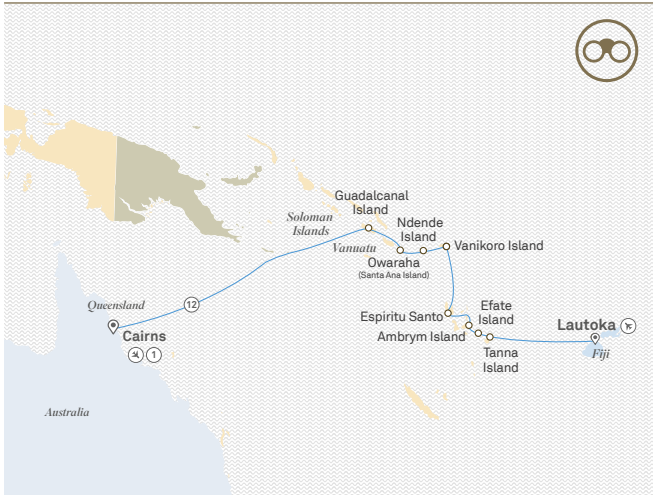 Guadalcanal
Island
Soloman
Islands
Ndende
Island
Vanuatu
Vanikoro Island
Owaraha
(Santa Ana Island)
Queensland
12
Espiritu Santo
Efate
Island
Cairns
1
Ambrym Island
Lautoka
Fiji
Tanna
Island
Australia